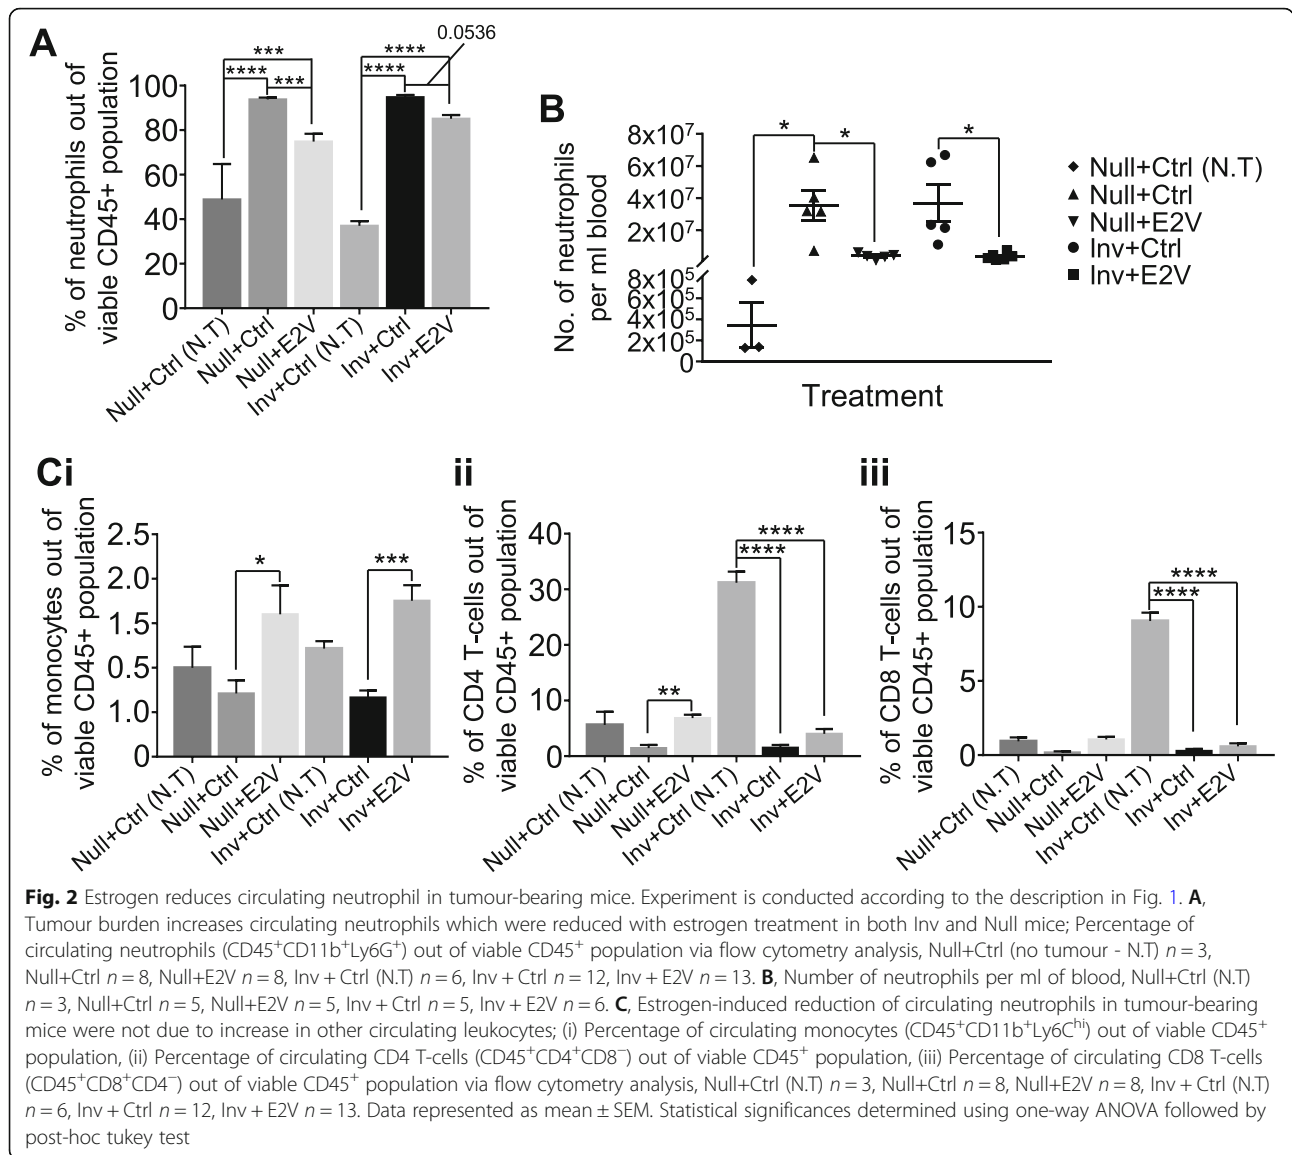 A
% of neutrophils out of
viable CD45+ population
100
80
60
40
20
0
***
****
***
****
****
0.0536
Null+Ctrl (N.T)
Null+Ctrl
Null+E2V
Inv+Ctrl (N.T)
Inv+Ctrl
Inv+E2V
B
No. of neutrophils
per ml blood
8x10⁷
6x10⁷
4x10⁷
2x10⁷
8x10⁵
6x10⁵
4x10⁵
2x10⁵
0
*
*
*
Treatment
Null+Ctrl (N.T)
Null+Ctrl
Null+E2V
Inv+Ctrl
Inv+E2V
Ci
% of monocytes out of
viable CD45+ population
2.5
2.0
1.5
0.5
1.0
0
*
***
Null+Ctrl (N.T)
Null+Ctrl
Null+E2V
Inv+Ctrl (N.T)
Inv+Ctrl
Inv+E2V
ii
% of CD4 T-cells out of
viable CD45+ population
40
30
20
10
0
**
****
****
Null+Ctrl (N.T)
Null+Ctrl
Null+E2V
Inv+Ctrl (N.T)
Inv+Ctrl
Inv+E2V
iii
% of CD8 T-cells out of
viable CD45+ population
15
10
5
0
****
****
Null+Ctrl (N.T)
Null+Ctrl
Null+E2V
Inv+Ctrl (N.T)
Inv+Ctrl
Inv+E2V
Fig. 2 Estrogen reduces circulating neutrophil in tumour-bearing mice. Experiment is conducted according to the description in Fig. 1. A,
Tumour burden increases circulating neutrophils which were reduced with estrogen treatment in both Inv and Null mice; Percentage of
circulating neutrophils (CD45⁺CD11b⁺Ly6G⁺) out of viable CD45⁺ population via flow cytometry analysis, Null+Ctrl (no tumour - N.T) n = 3,
Null+Ctrl n = 8, Null+E2V n = 8, Inv + Ctrl (N.T) n = 6, Inv + Ctrl n = 12, Inv + E2V n = 13. B, Number of neutrophils per ml of blood, Null+Ctrl (N.T)
n = 3, Null+Ctrl n = 5, Null+E2V n = 5, Inv + Ctrl n = 5, Inv + E2V n = 6. C, Estrogen-induced reduction of circulating neutrophils in tumour-bearing
mice were not due to increase in other circulating leukocytes; (i) Percentage of circulating monocytes (CD45⁺CD11b⁺Ly6Cʰⁱ) out of viable CD45⁺
population, (ii) Percentage of circulating CD4 T-cells (CD45⁺CD4⁺CD8⁻) out of viable CD45⁺ population, (iii) Percentage of circulating CD8 T-cells
(CD45⁺CD8⁺CD4⁻) out of viable CD45⁺ population via flow cytometry analysis, Null+Ctrl (N.T) n = 3, Null+Ctrl n = 8, Null+E2V n = 8, Inv + Ctrl (N.T)
n = 6, Inv + Ctrl n = 12, Inv + E2V n = 13. Data represented as mean ± SEM. Statistical significances determined using one-way ANOVA followed by
post-hoc tukey test